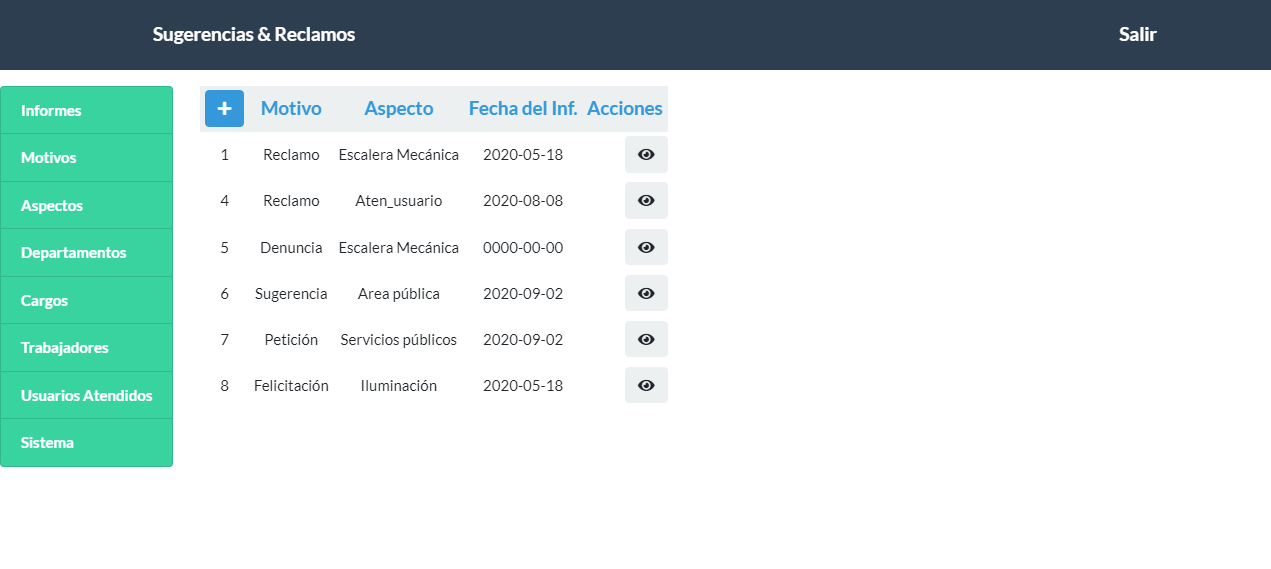 Sugerencias & Reclamos Salir
Informes
Motivos
Aspectos
Departamentos
Cargos
Trabajadores
Usuarios Atendidos
Sistema
+ Motivo Aspecto Fecha del Inf. Acciones
1 Reclamo Escalera Mecánica 2020-05-18
4 Reclamo Aten_usuario 2020-08-08
5 Denuncia Escalera Mecánica 0000-00-00
6 Sugerencia Area pública 2020-09-02
7 Petición Servicios públicos 2020-09-02
8 Felicitación Iluminación 2020-05-18